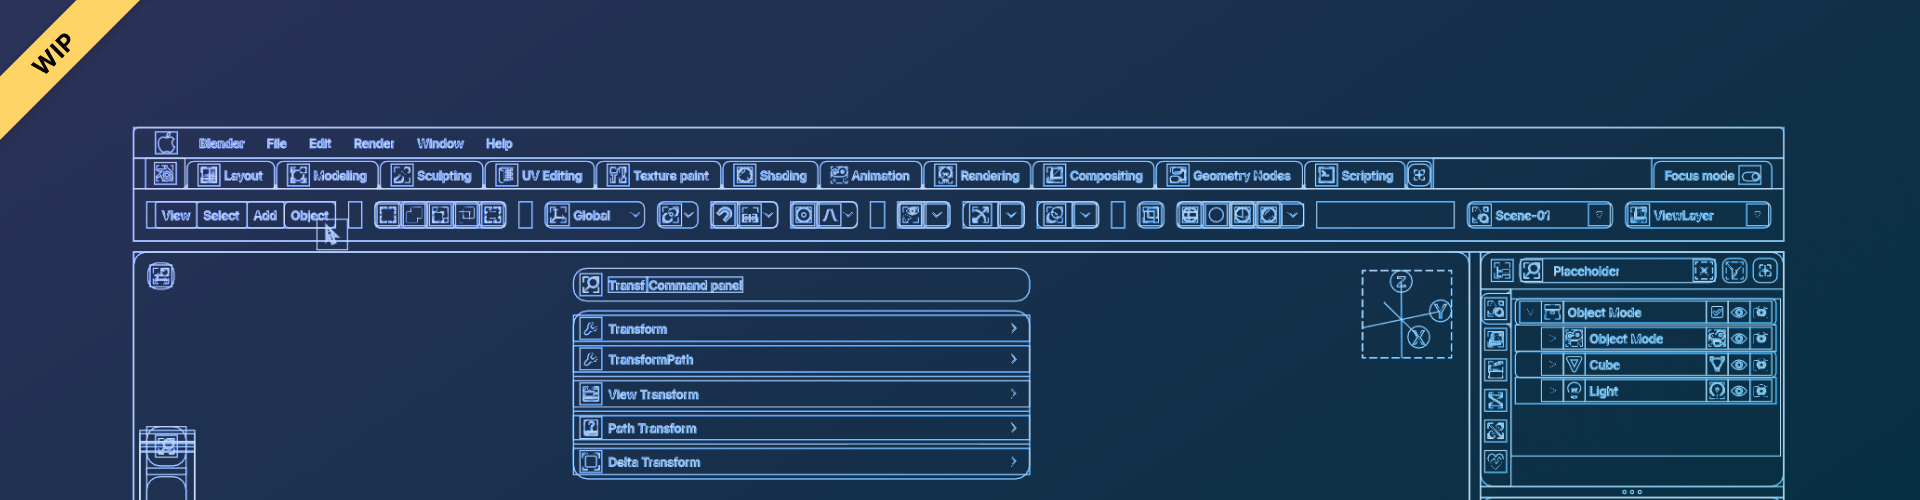 WIP
Blender File Edit Render Window Help
Layout Modeling Sculpting UV Editing Texture paint Shading Animation Rendering Compositing Geometry Nodes Scripting Focus mode
View Select Add Object Global Scene-01 ViewLayer
Transf Command panel
Transform
TransformPath
View Transform
Path Transform
Delta Transform
Z
Y
X
Placeholder
Object Mode
Object Mode
Cube
Light